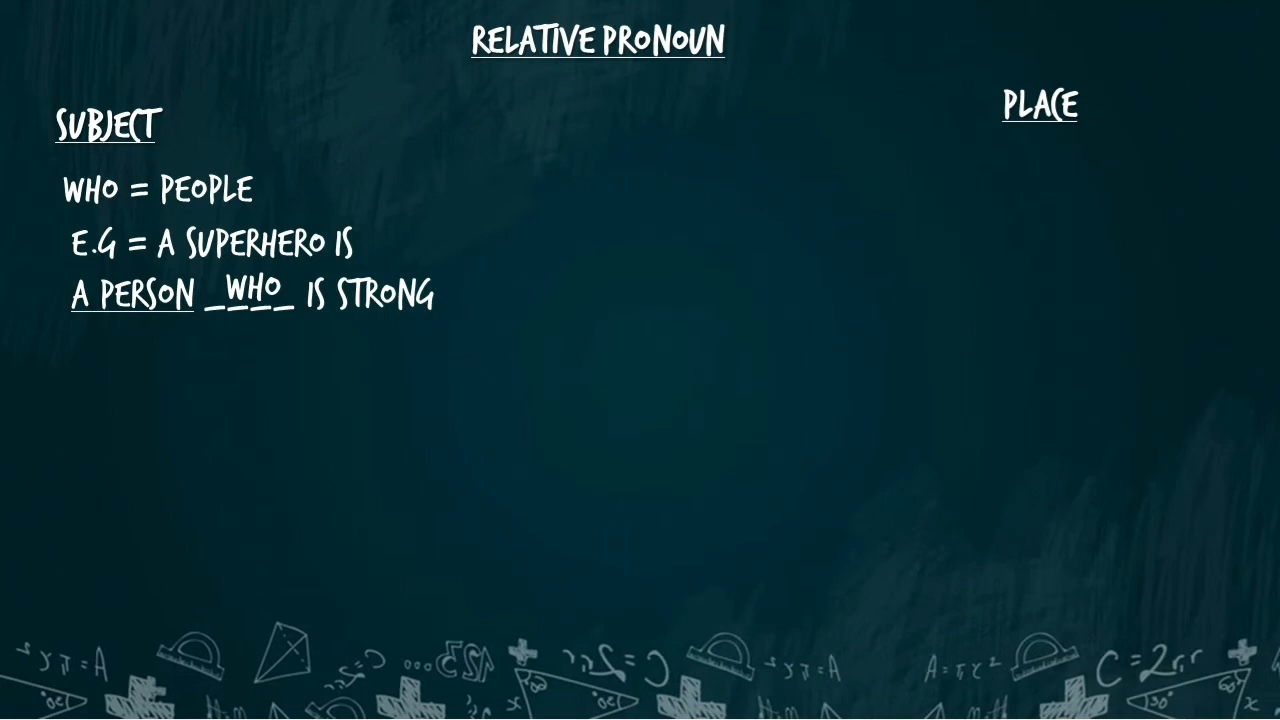 RELATIVE PRONOUN
SUBJECT
PLACE
WHO = PEOPLE
E.G = A SUPERHERO IS
A PERSON _WHO_ IS STRONG